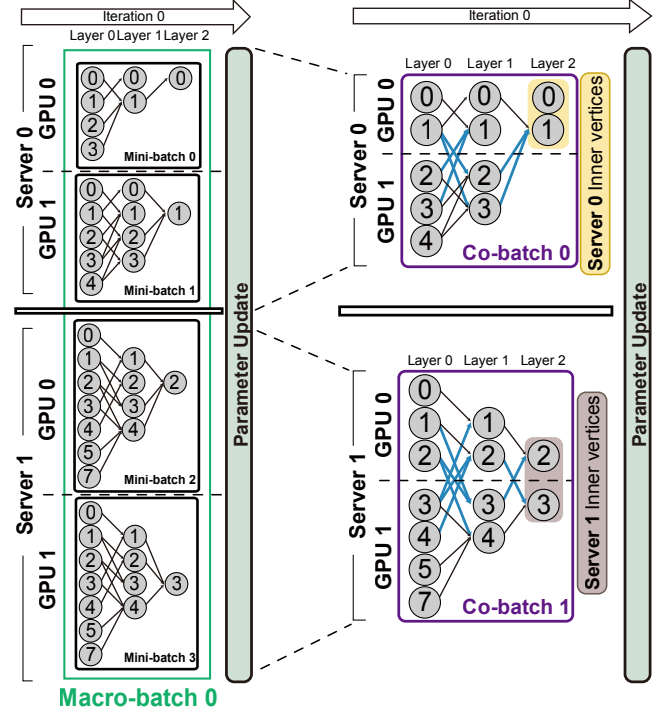 Iteration 0
Layer 0 Layer 1 Layer 2
Server 0
GPU 0
0 0 0
1 1
2
3
Mini-batch 0
GPU 1
0 0
1 1 1
2 2
3 3
4
Mini-batch 1
Server 1
GPU 0
0
1 1
2 2 2
3 3
4 4
5
7
Mini-batch 2
GPU 1
0
1 1
2 2
3 3 3
4 4
5
7
Mini-batch 3
Macro-batch 0
Parameter Update
Iteration 0
Layer 0 Layer 1 Layer 2
Server 0
GPU 0
0 0 0
1 1 1
GPU 1
2 2
3 3
4
Co-batch 0
Server 0 Inner vertices
Layer 0 Layer 1 Layer 2
Server 1
GPU 0
0
1 1
2 2 2
GPU 1
3 3 3
4 4
5
7
Co-batch 1
Server 1 Inner vertices
Parameter Update